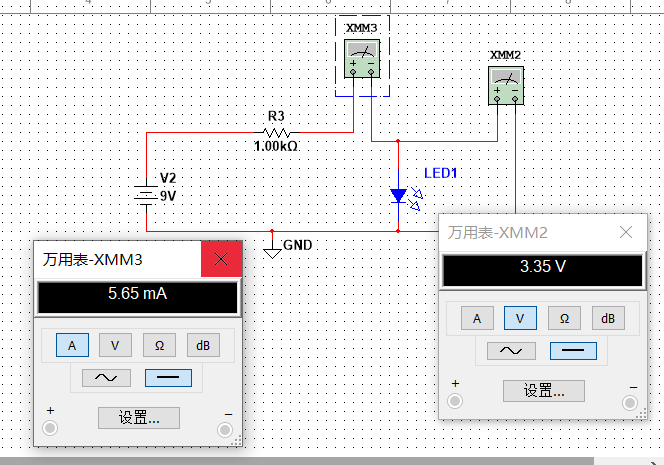 XMM3
XMM2
R3
1.00kΩ
LED1
V2
9V
GND
万用表-XMM3
5.65 mA
A V Ω dB
+ −
设置...
万用表-XMM2
3.35 V
A V Ω dB
+ −
设置...